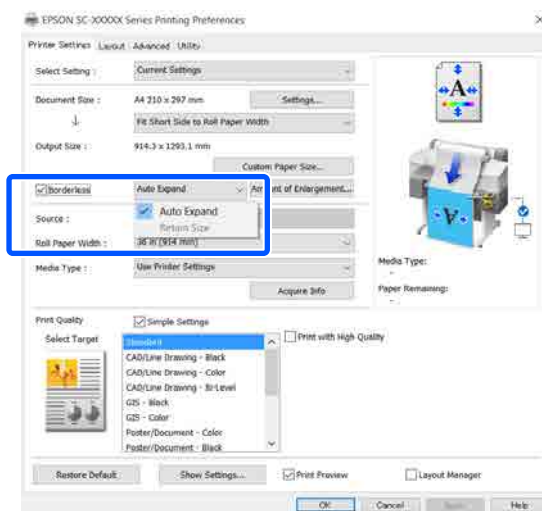 EPSON SC-XXXXX Series Printing Preferences
Printer Settings Layout Advanced Utility
Select Setting : Current Settings
Document Size : A4 210 x 297 mm Settings...
Fit Short Side to Roll Paper Width
Output Size : 914.3 x 1293.1 mm
Custom Paper Size...
Borderless Auto Expand Amount of Enlargement...
Auto Expand
Source :
Retain Size
Roll Paper Width : 36 in (914 mm)
Media Type : Use Printer Settings
Acquire Info
Media Type:
-
Paper Remaining:
-
Print Quality Simple Settings
Select Target Standard Print with High Quality
CAD/Line Drawing - Black
CAD/Line Drawing - Color
CAD/Line Drawing - Bi-Level
GIS - Black
GIS - Color
Poster/Document - Color
Poster/Document - Black
Restore Default Show Settings... Print Preview Layout Manager
OK Cancel Help